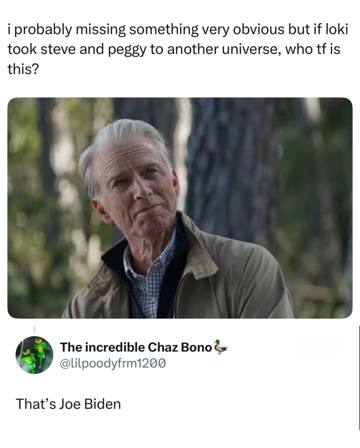 i probably missing something very obvious but if loki
took steve and peggy to another universe, who tf is
this?
The incredible Chaz Bono🦆
@lilpoodyfrm1200
That's Joe Biden